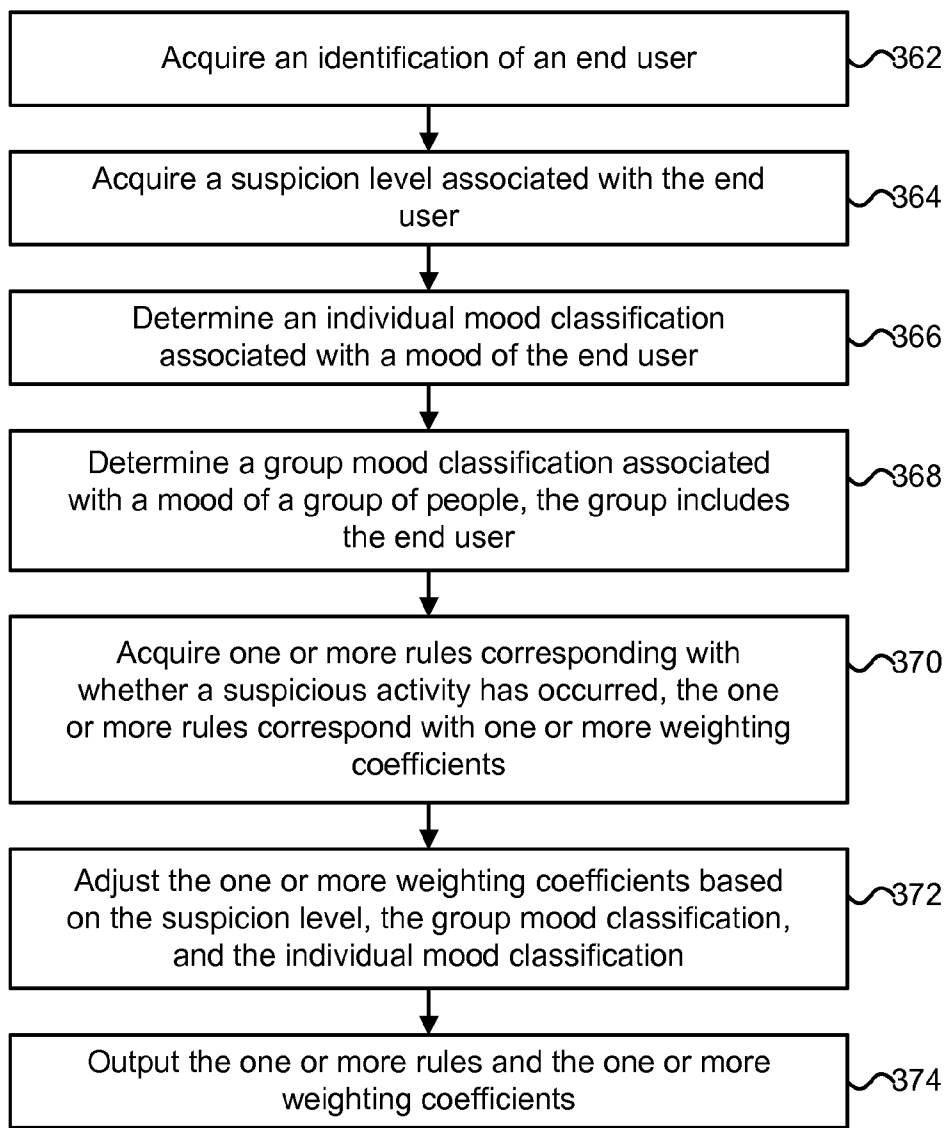 Acquire an identification of an end user
362
Acquire a suspicion level associated with the end
user
364
Determine an individual mood classification
associated with a mood of the end user
366
Determine a group mood classification associated
with a mood of a group of people, the group includes
the end user
368
Acquire one or more rules corresponding with
whether a suspicious activity has occurred, the one
or more rules correspond with one or more weighting
coefficients
370
Adjust the one or more weighting coefficients based
on the suspicion level, the group mood classification,
and the individual mood classification
372
Output the one or more rules and the one or more
weighting coefficients
374